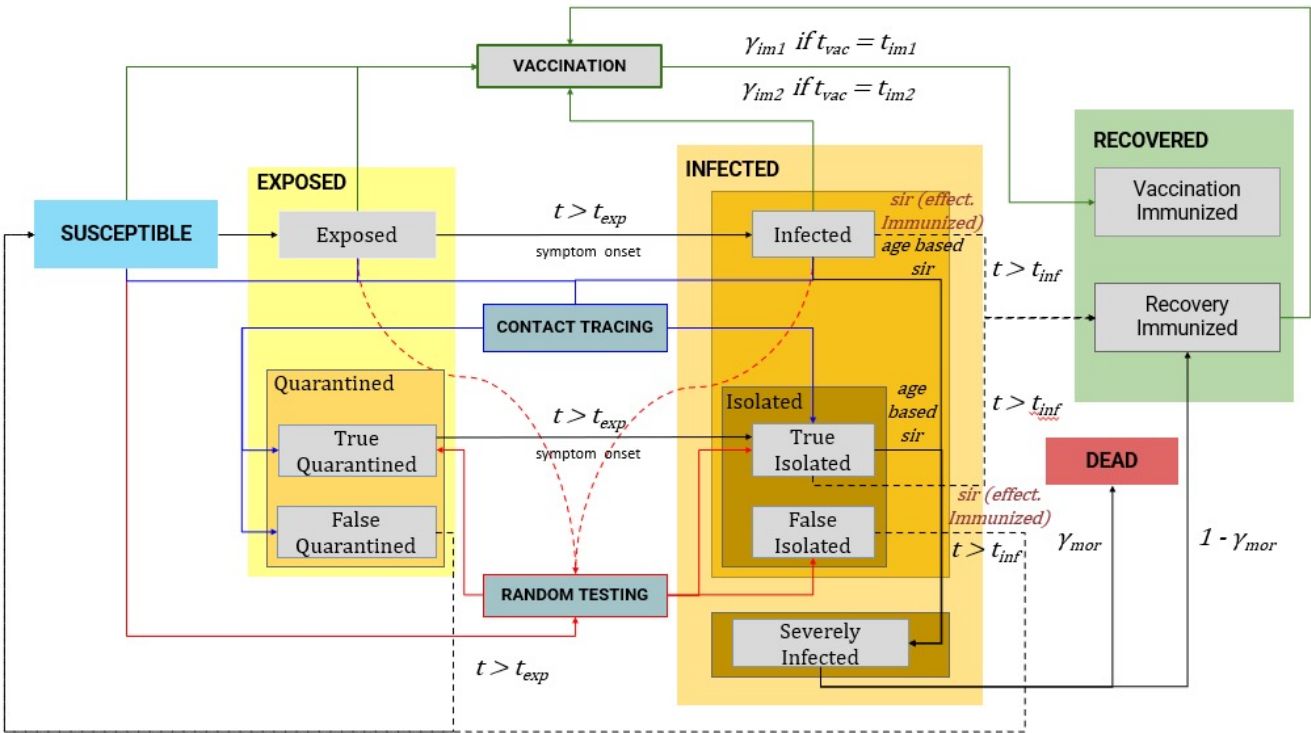 VACCINATION
γim1 if tvac = tim1
γim2 if tvac = tim2
RECOVERED
Vaccination
Immunized
Recovery
Immunized
EXPOSED
INFECTED
SUSCEPTIBLE
Exposed
t > texp
symptom onset
Infected
sir (effect.
Immunized)
age based
sir
t > tinf
CONTACT TRACING
Quarantined
True
Quarantined
False
Quarantined
t > texp
symptom onset
Isolated
True
Isolated
False
Isolated
age
based
sir
t > tinf
sir (effect.
Immunized)
t > tinf
DEAD
γmor
1 - γmor
RANDOM TESTING
Severely
Infected
t > texp